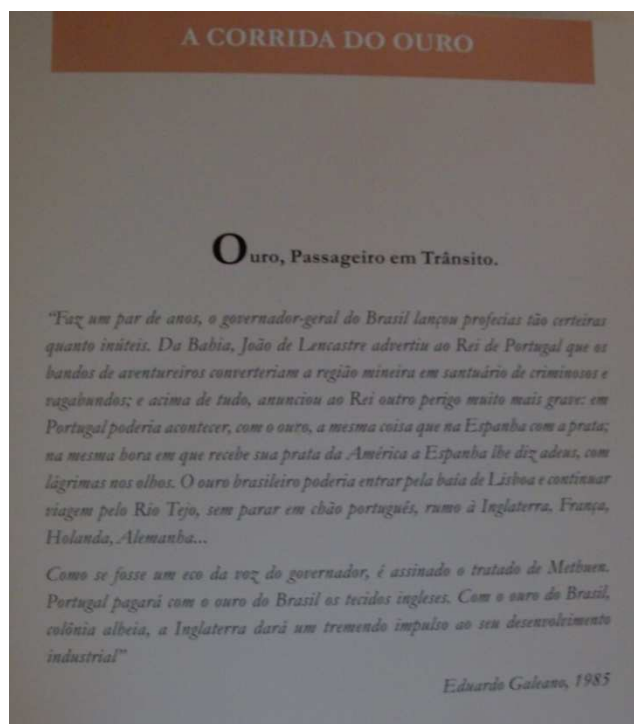 A CORRIDA DO OURO
Ouro, Passageiro em Trânsito.
"Faz um par de anos, o governador-geral do Brasil lançou profecias tão certeiras
quanto inúteis. Da Bahia, João de Lencastre advertiu ao Rei de Portugal que os
bandos de aventureiros converteriam a região mineira em santuário de criminosos e
vagabundos; e acima de tudo, anunciou ao Rei outro perigo muito mais grave: em
Portugal poderia acontecer, com o ouro, a mesma coisa que na Espanha com a prata;
na mesma hora em que recebe sua prata da América a Espanha lhe diz adeus, com
lágrimas nos olhos. O ouro brasileiro poderia entrar pela baía de Lisboa e continuar
viagem pelo Rio Tejo, sem parar em chão português, rumo à Inglaterra, França,
Holanda, Alemanha...
Como se fosse um eco da voz do governador, é assinado o tratado de Methuen.
Portugal pagará com o ouro do Brasil os tecidos ingleses. Com o ouro do Brasil,
colônia alheia, a Inglaterra dará um tremendo impulso ao seu desenvolvimento
industrial"
Eduardo Galeano, 1985